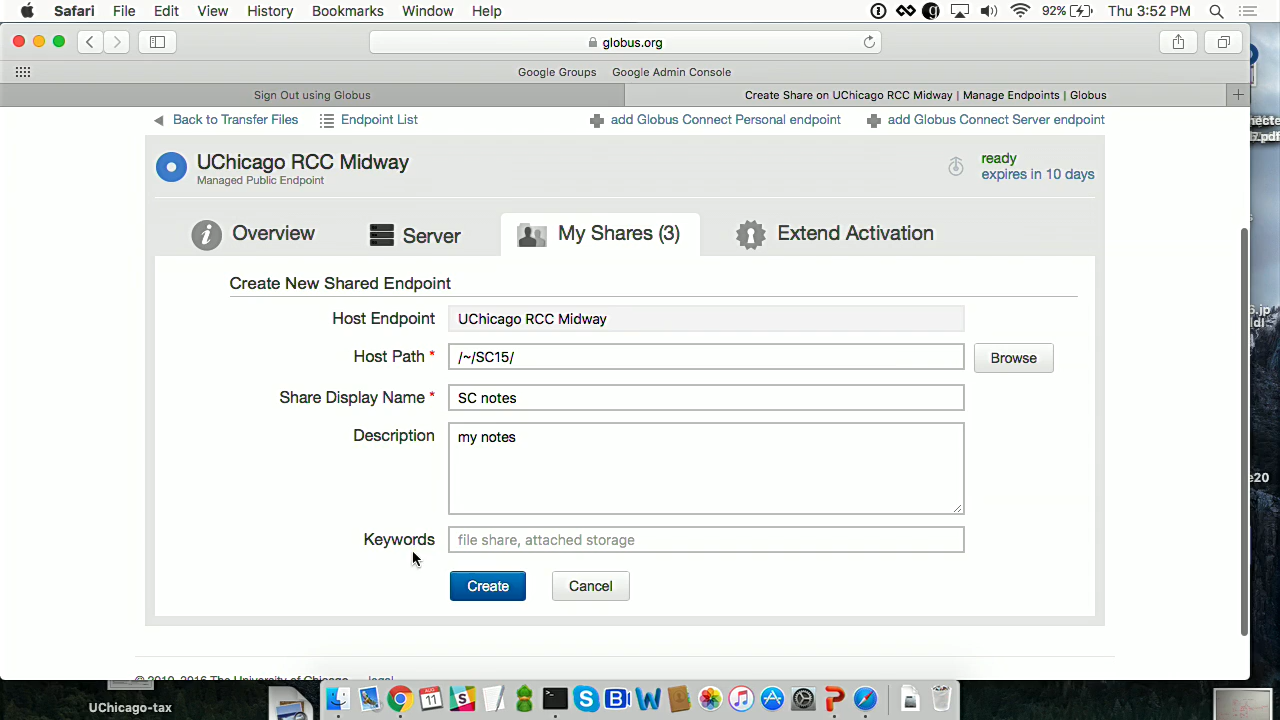 Safari File Edit View History Bookmarks Window Help 92% Thu 3:52 PM
globus.org
Google Groups Google Admin Console
Sign Out using Globus Create Share on UChicago RCC Midway | Manage Endpoints | Globus
Back to Transfer Files Endpoint List add Globus Connect Personal endpoint add Globus Connect Server endpoint
UChicago RCC Midway
Managed Public Endpoint
ready
expires in 10 days
Overview Server My Shares (3) Extend Activation
Create New Shared Endpoint
Host Endpoint UChicago RCC Midway
Host Path * /~/SC15/ Browse
Share Display Name * SC notes
Description my notes
Keywords file share, attached storage
Create Cancel
UChicago-tax